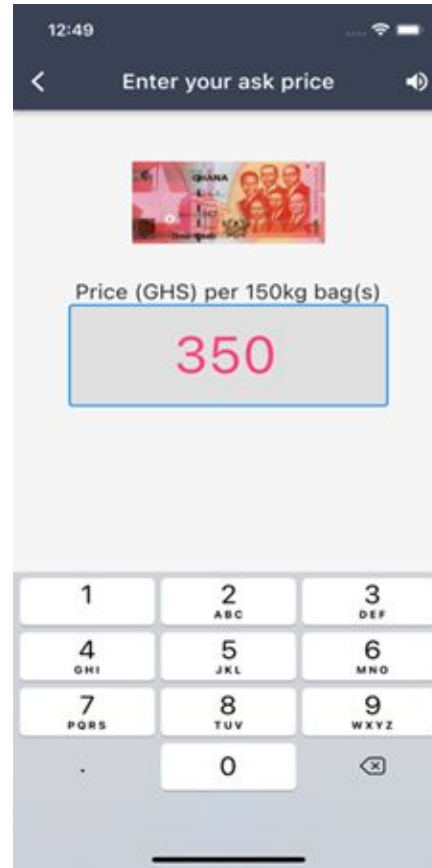 12:49
Enter your ask price
GHANA
Price (GHS) per 150kg bag(s)
350
1
2
ABC
3
DEF
4
GHI
5
JKL
6
MNO
7
PQRS
8
TUV
9
WXYZ
.
0